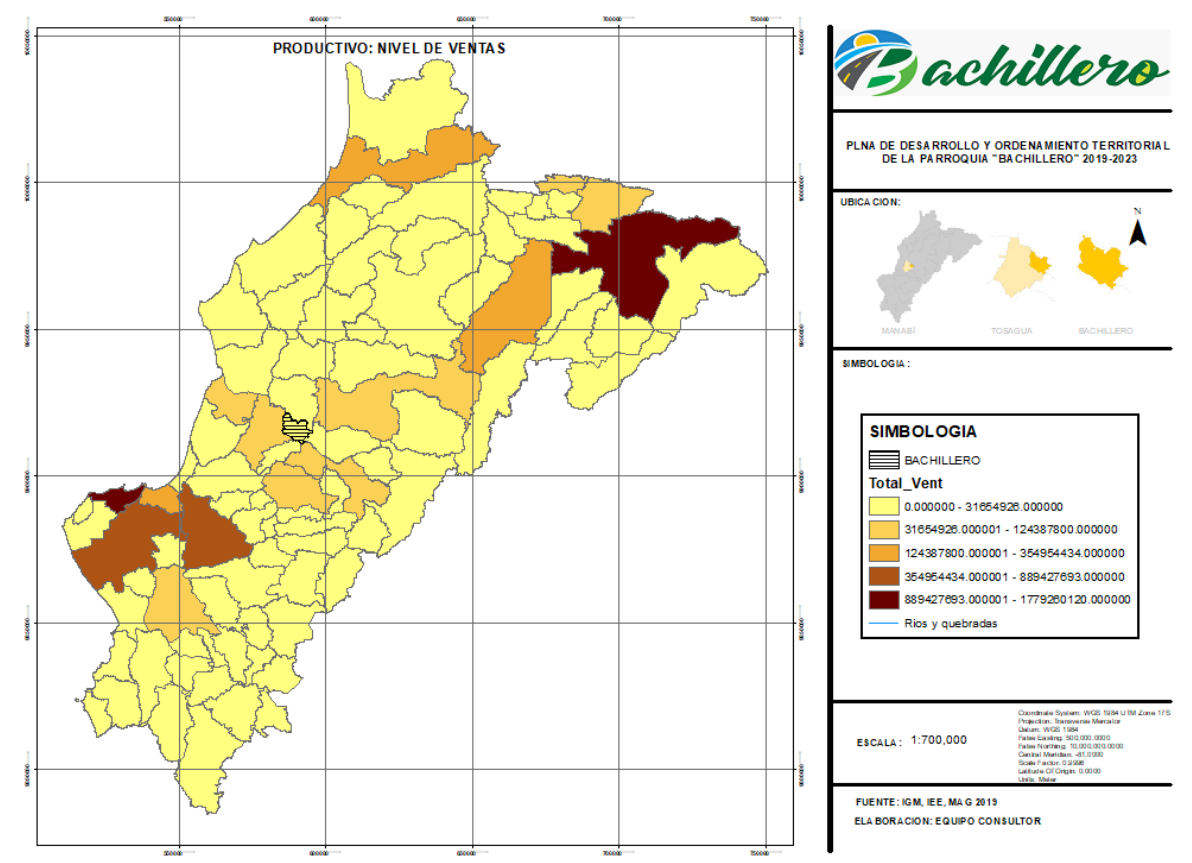 PRODUCTIVO: NIVEL DE VENTAS
Bachillero
PLNA DE DESARROLLO Y ORDENAMIENTO TERRITORIAL
DE LA PARROQUIA "BACHILLERO" 2019-2023
UBICACION:
N
MANABÍ
TOSAGUA
BACHILLERO
SIMBOLOGIA:
SIMBOLOGIA
BACHILLERO
Total_Vent
0.000000 - 31654926.000000
31654926.000001 - 124387800.000000
124387800.000001 - 354954434.000000
354954434.000001 - 889427693.000000
889427693.000001 - 1779260120.000000
Rios y quebradas
ESCALA: 1:700,000
Coordinate System: WGS 1984 UTM Zone 17S
Projection: Transverse Mercator
Datum: WGS 1984
False Easting: 500,000.0000
False Northing: 10,000,000.0000
Central Meridian: -81.0000
Scale Factor: 0.9996
Latitude Of Origin: 0.0000
Units: Meter
FUENTE: IGM, IEE, MAG 2019
ELABORACION: EQUIPO CONSULTOR